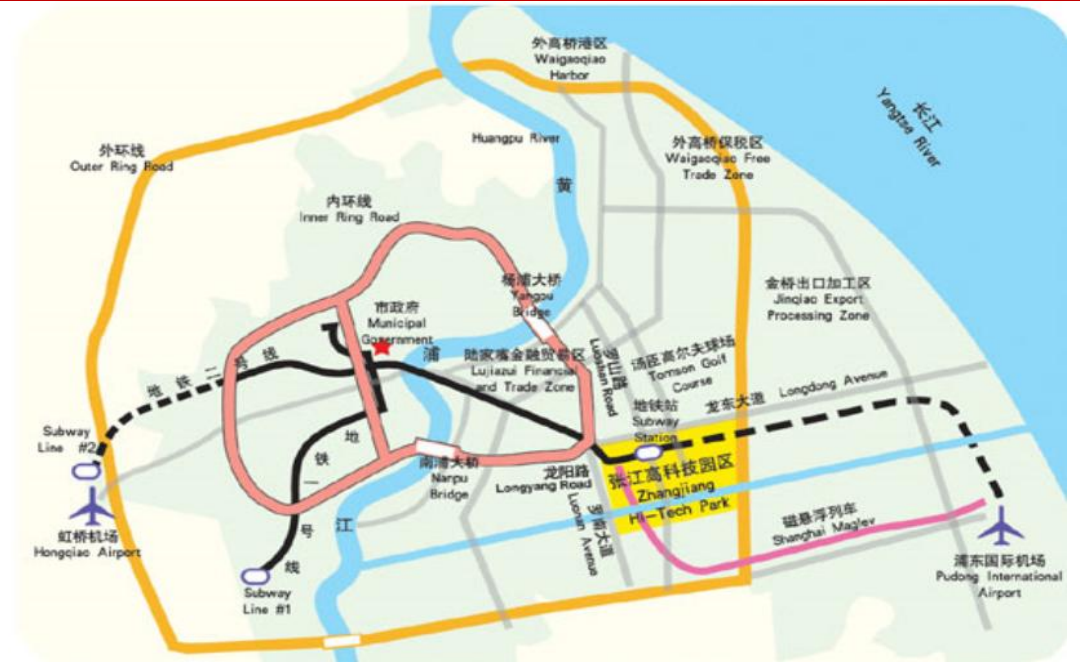 外高桥港区
Waigaoqiao
Harbor
长江
Yangtse River
Huangpu River
外环线
Outer Ring Road
外高桥保税区
Waigaoqiao Free
Trade Zone
黄
浦
江
内环线
Inner Ring Road
杨浦大桥
Yangpu
Bridge
金桥出口加工区
Jinqiao Export
Processing Zone
市政府
Municipal
Government
陆家嘴金融贸易区
Lujiazui Financial
and Trade Zone
罗山路
Luoshan Road
汤臣高尔夫球场
Tomson Golf
Course
地铁二号线
Subway
Line #2
地铁站
Subway
Station
龙东大道 Longdong Avenue
地铁一号线
南浦大桥
Nanpu
Bridge
龙阳路
Longyang Road
张江高科技园区
Zhangjiang
Hi-Tech Park
罗南大道
Luonan Avenue
磁悬浮列车
Shanghai Maglev
虹桥机场
Hongqiao Airport
浦东国际机场
Pudong International
Airport
Subway
Line #1